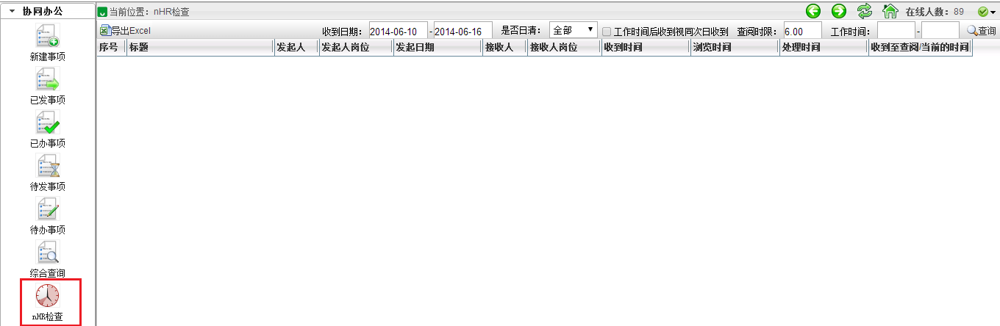 协同办公
新建事项
已发事项
已办事项
待发事项
待办事项
综合查询
nHR检查
当前位置：nHR检查
在线人数：89
导出Excel
收到日期：2014-06-10-2014-06-16 是否日清：全部 工作时间后收到视同次日收到 查阅时限：6.00 工作时间：- 查询
序号 标题 发起人 发起人岗位 发起日期 接收人 接收人岗位 收到时间 浏览时间 处理时间 收到至查阅/当前的时间